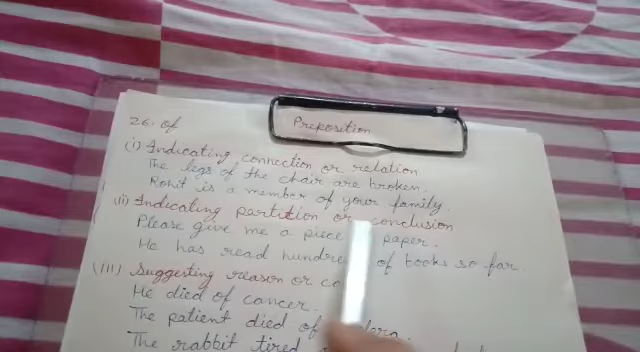 Preposition
26. of
(i) Indicating connection or relation
The legs of the chair are broken.
Rohit is a member of your family.
(ii) Indicating partition or conclusion
Please give me a piece paper.
He has read of books so far.
(III) Suggesting reason or
He died of cancer.
The patient died of
The rabbit tired